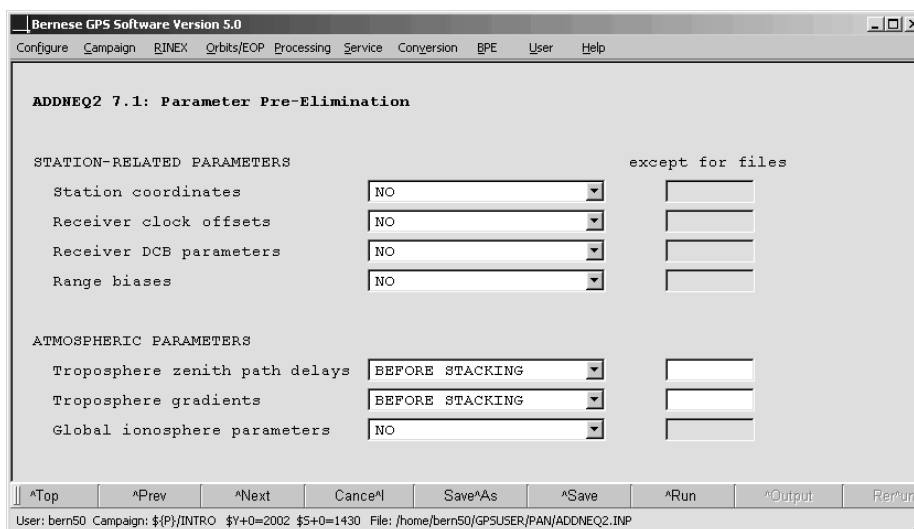 Bernese GPS Software Version 5.0
Configure Campaign RINEX Orbits/EOP Processing Service Conversion BPE User Help
ADDNEQ2 7.1: Parameter Pre-Elimination
STATION-RELATED PARAMETERS except for files
Station coordinates NO
Receiver clock offsets NO
Receiver DCB parameters NO
Range biases NO
ATMOSPHERIC PARAMETERS
Troposphere zenith path delays BEFORE STACKING
Troposphere gradients BEFORE STACKING
Global ionosphere parameters NO
^Top ^Prev ^Next Cance^l Save^As ^Save ^Run ^Output Rer^un
User: bern50 Campaign: ${P}/INTRO $Y+0=2002 $S+0=1430 File: /home/bern50/GPSUSER/PAN/ADDNEQ2.INP